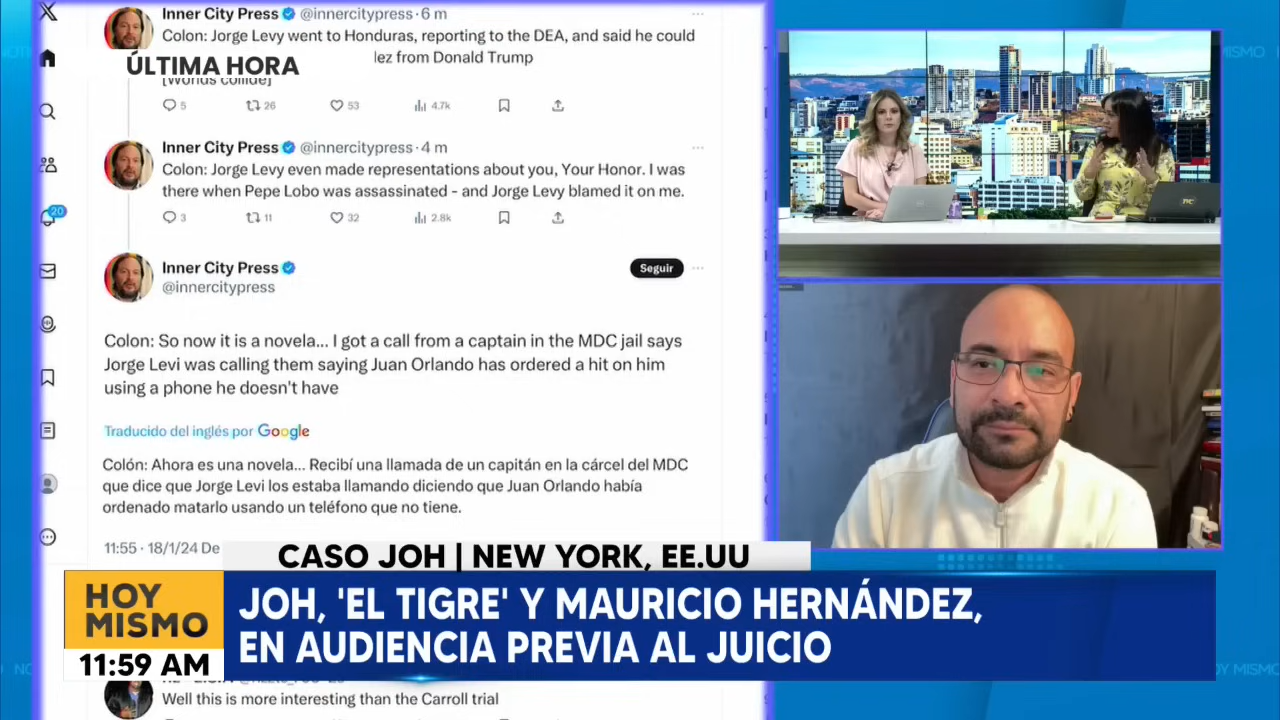 Inner City Press @innercitypress · 6 m
Colon: Jorge Levy went to Honduras, reporting to the DEA, and said he could
lez from Donald Trump
[Worlds collide]
ÚLTIMA HORA
5 26 53 4.7k
Inner City Press @innercitypress · 4 m
Colon: Jorge Levy even made representations about you, Your Honor. I was
there when Pepe Lobo was assassinated - and Jorge Levy blamed it on me.
3 11 32 2.8k
20
Inner City Press
@innercitypress
Seguir
Colon: So now it is a novela... I got a call from a captain in the MDC jail says
Jorge Levi was calling them saying Juan Orlando has ordered a hit on him
using a phone he doesn't have
Traducido del inglés por Google
Colón: Ahora es una novela... Recibí una llamada de un capitán en la cárcel del MDC
que dice que Jorge Levi los estaba llamando diciendo que Juan Orlando había
ordenado matarlo usando un teléfono que no tiene.
11:55 · 18/1/24 De
CASO JOH | NEW YORK, EE.UU
HOY
MISMO
11:59 AM
JOH, 'EL TIGRE' Y MAURICIO HERNÁNDEZ,
EN AUDIENCIA PREVIA AL JUICIO
Well this is more interesting than the Carroll trial
MISMO
HOY MISMO